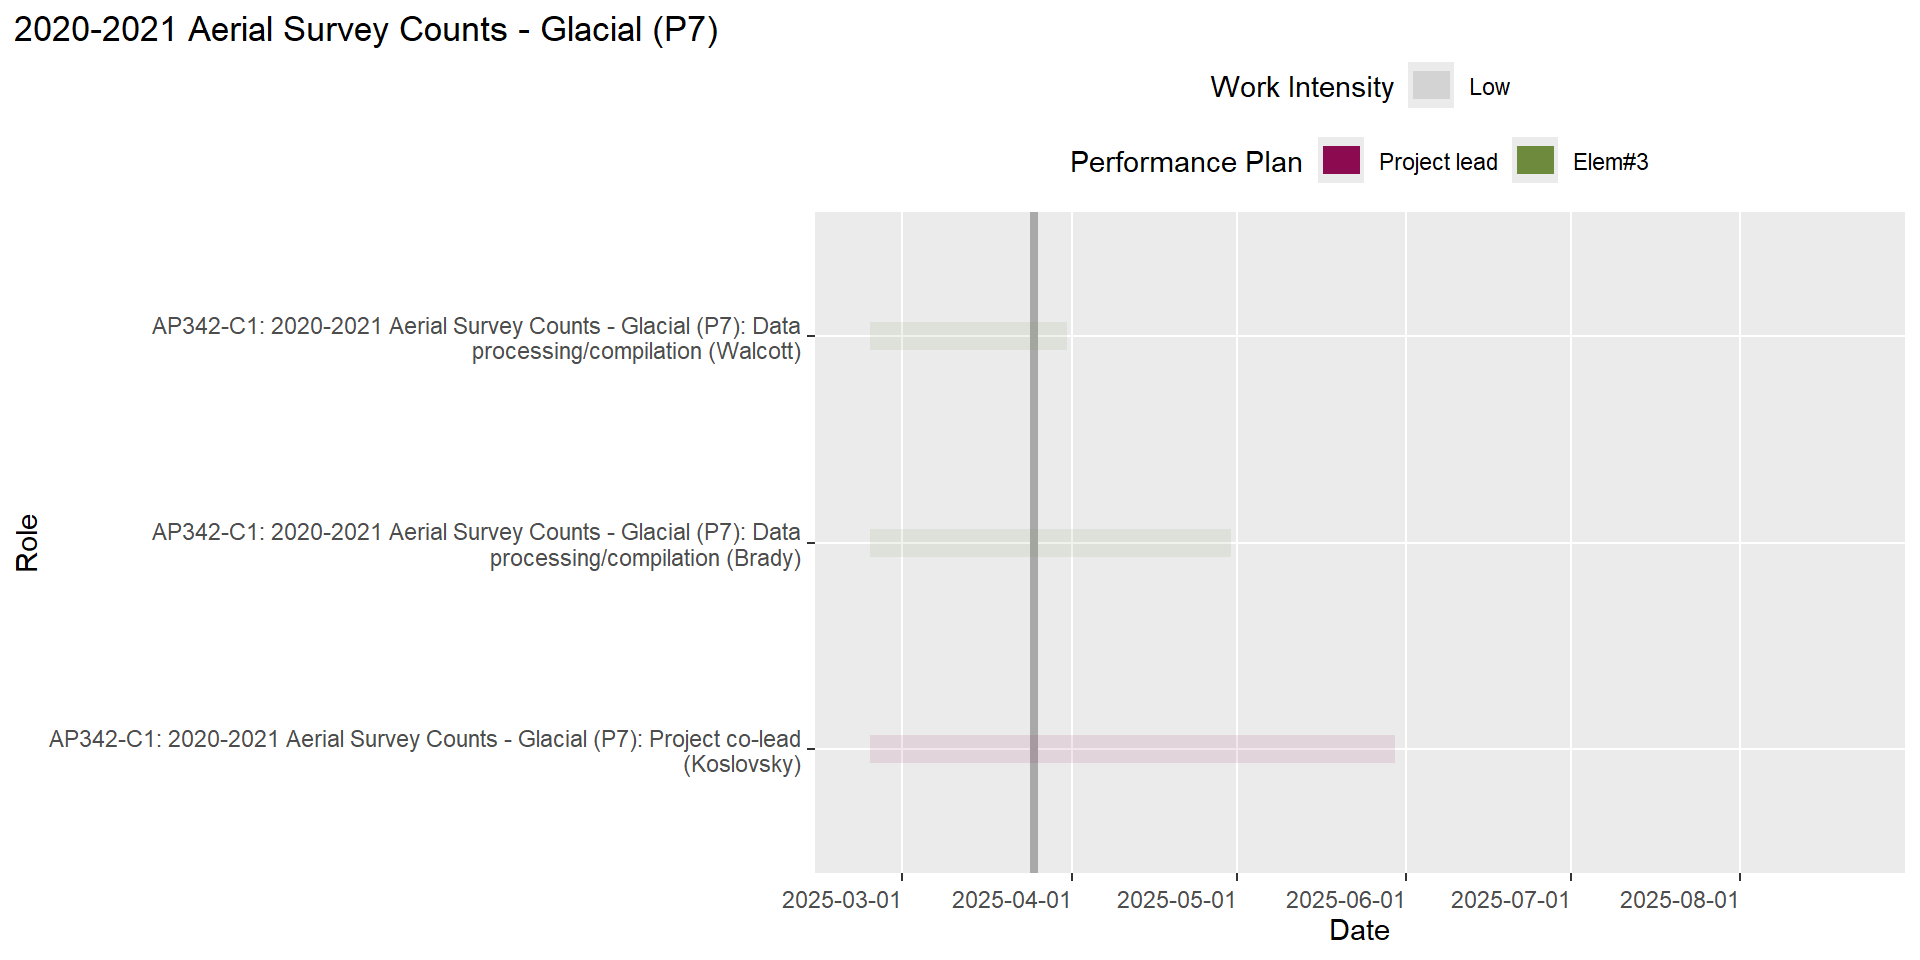 2020-2021 Aerial Survey Counts - Glacial (P7)
Work Intensity Low
Performance Plan Project lead Elem#3
AP342-C1: 2020-2021 Aerial Survey Counts - Glacial (P7): Data
processing/compilation (Walcott)
AP342-C1: 2020-2021 Aerial Survey Counts - Glacial (P7): Data
processing/compilation (Brady)
AP342-C1: 2020-2021 Aerial Survey Counts - Glacial (P7): Project co-lead
(Koslovsky)
Role
2025-03-01 2025-04-01 2025-05-01 2025-06-01 2025-07-01 2025-08-01
Date